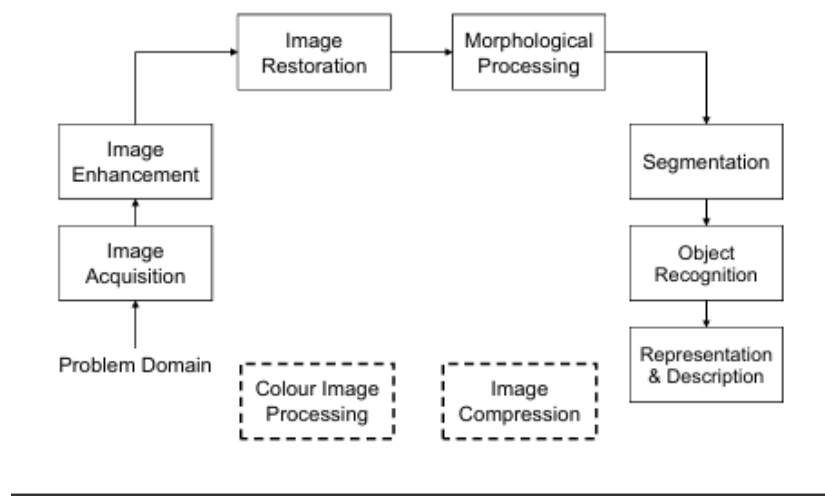 Image
Restoration
Morphological
Processing
Image
Enhancement
Segmentation
Image
Acquisition
Object
Recognition
Problem Domain
Representation
& Description
Colour Image
Processing
Image
Compression